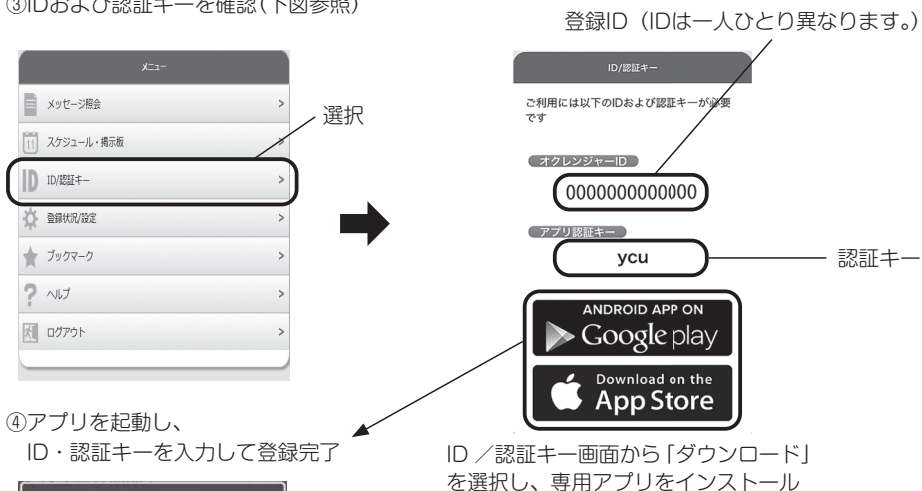 ③IDおよび認証キーを確認（下図参照）
登録ID（IDは一人ひとり異なります。）
メニュー
メッセージ照会
スケジュール・掲示板
ID/認証キー
登録状況/設定
ブックマーク
ヘルプ
ログアウト
選択
ID/認証キー
ご利用には以下のIDおよび認証キーが必要
です
オクレンジャーID
0000000000000
アプリ認証キー
ycu
認証キー
ANDROID APP ON
Google play
Download on the
App Store
④アプリを起動し、
ID・認証キーを入力して登録完了
ID ／認証キー画面から「ダウンロード」
を選択し、専用アプリをインストール